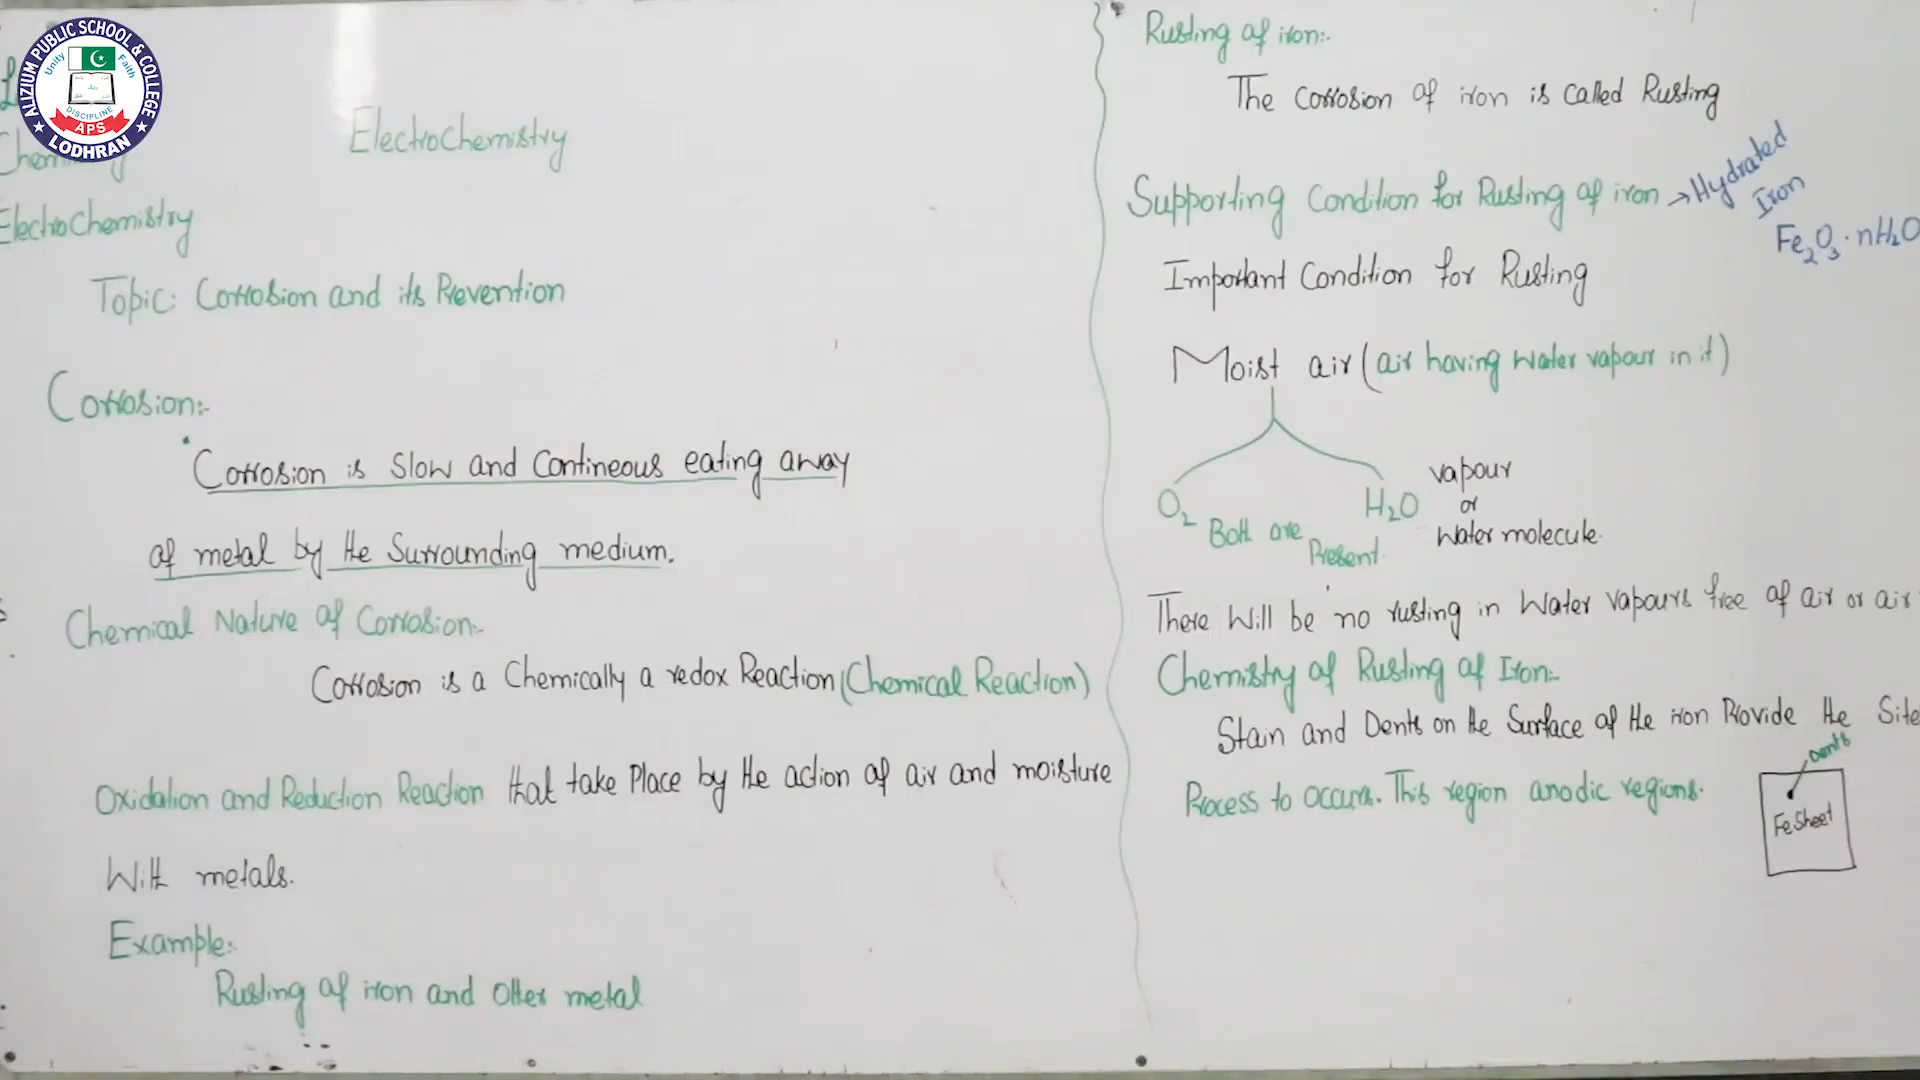 ALIZIUM PUBLIC SCHOOL & COLLEGE
Unity
Faith
DISCIPLINE
APS
LODHRAN
ElectroChemistry
ElectroChemistry
Topic: Corrosion and its Prevention
Corrosion:-
Corrosion is Slow and Contineous eating away
of metal by the Surrounding medium.
Chemical Nature of Corrosion:-
Corrosion is a Chemically a redox Reaction (Chemical Reaction)
Oxidation and Reduction Reaction that take Place by the action of air and moisture
With metals.
Example:-
Rusting of iron and Other metal
Rusting of iron:-
The Corrosion of iron is Called Rusting
Supporting Condition for Rusting of iron → Hydrated
Iron
Fe₂O₃·nH₂O
Important Condition for Rusting
Moist air (air having Water vapour in it)
O₂
H₂O
vapour
or
Water molecule.
Both are
Present.
There Will be no rusting in Water vapours free of air or air
Chemistry of Rusting of Iron:-
Stain and Dents on the Surface of the iron Provide the Site
Dents
Process to occurs. This region anodic regions.
Fe Sheet